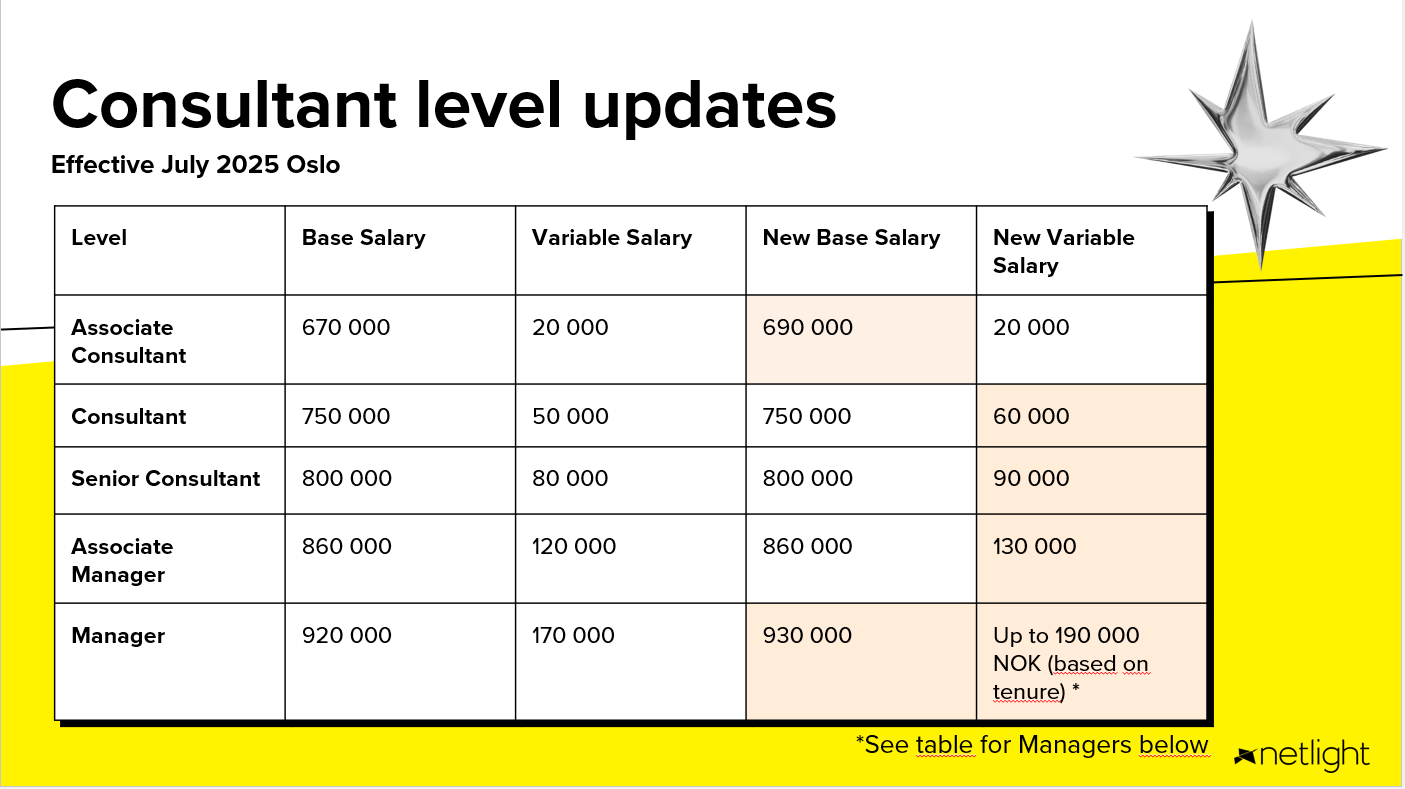 Consultant level updates
Effective July 2025 Oslo
Level
Base Salary
Variable Salary
New Base Salary
New Variable
Salary
Associate
Consultant
670 000
20 000
690 000
20 000
Consultant
750 000
50 000
750 000
60 000
Senior Consultant
800 000
80 000
800 000
90 000
Associate
Manager
860 000
120 000
860 000
130 000
Manager
920 000
170 000
930 000
Up to 190 000
NOK (based on
tenure) *
*See table for Managers below
netlight